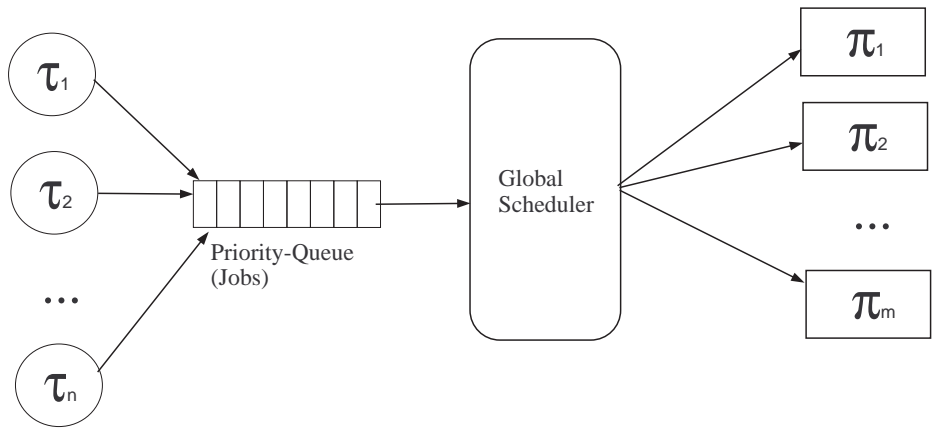 τ1
τ2
...
τn
Priority-Queue
(Jobs)
Global
Scheduler
π1
π2
...
πm